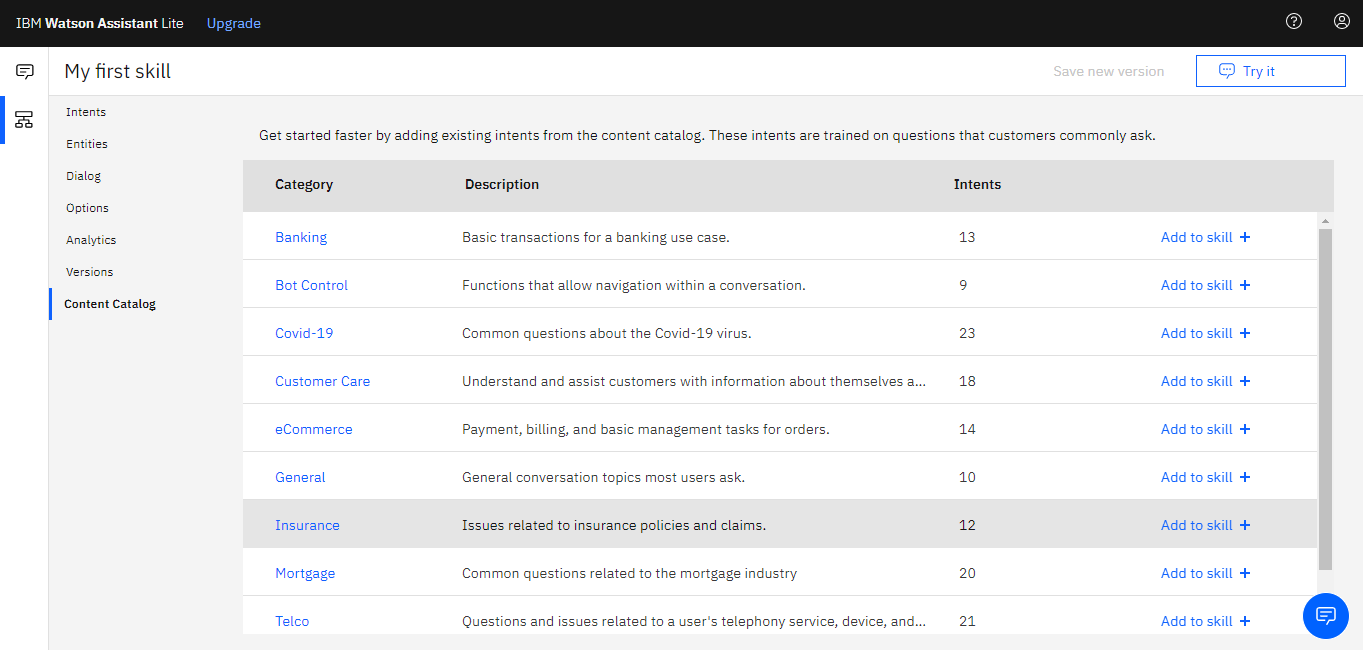 IBM Watson Assistant Lite Upgrade
My first skill Save new version Try it
Intents
Entities
Dialog
Options
Analytics
Versions
Content Catalog
Get started faster by adding existing intents from the content catalog. These intents are trained on questions that customers commonly ask.
Category Description Intents
Banking Basic transactions for a banking use case. 13 Add to skill +
Bot Control Functions that allow navigation within a conversation. 9 Add to skill +
Covid-19 Common questions about the Covid-19 virus. 23 Add to skill +
Customer Care Understand and assist customers with information about themselves a... 18 Add to skill +
eCommerce Payment, billing, and basic management tasks for orders. 14 Add to skill +
General General conversation topics most users ask. 10 Add to skill +
Insurance Issues related to insurance policies and claims. 12 Add to skill +
Mortgage Common questions related to the mortgage industry 20 Add to skill +
Telco Questions and issues related to a user's telephony service, device, and... 21 Add to skill +